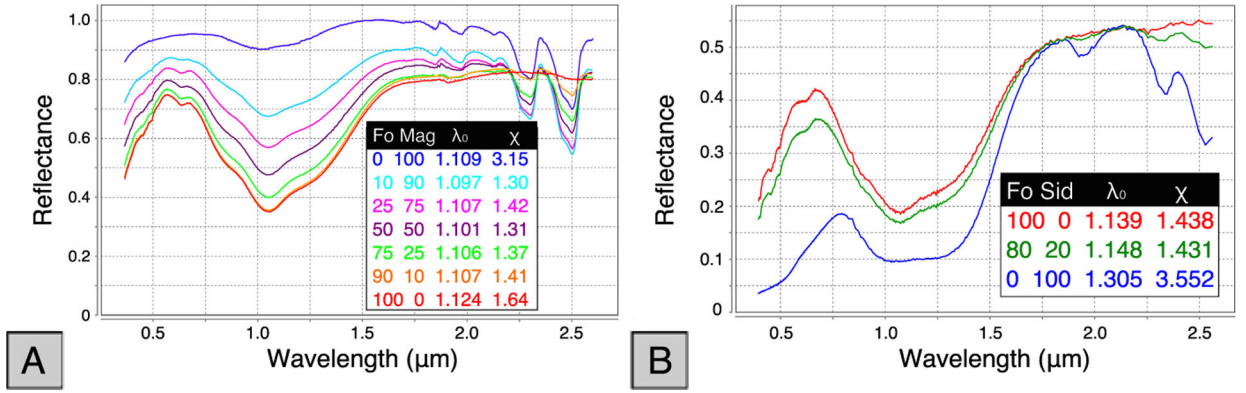 1.0
0.8
0.6
0.4
0.2
0
Reflectance
Fo Mag λ₀ χ
0 100 1.109 3.15
10 90 1.097 1.30
25 75 1.107 1.42
50 50 1.101 1.31
75 25 1.106 1.37
90 10 1.107 1.41
100 0 1.124 1.64
0.5 1.0 1.5 2.0 2.5
Wavelength (μm)
A
0.5
0.4
0.3
0.2
0.1
0
Reflectance
Fo Sid λ₀ χ
100 0 1.139 1.438
80 20 1.148 1.431
0 100 1.305 3.552
0.5 1.0 1.5 2.0 2.5
Wavelength (μm)
B